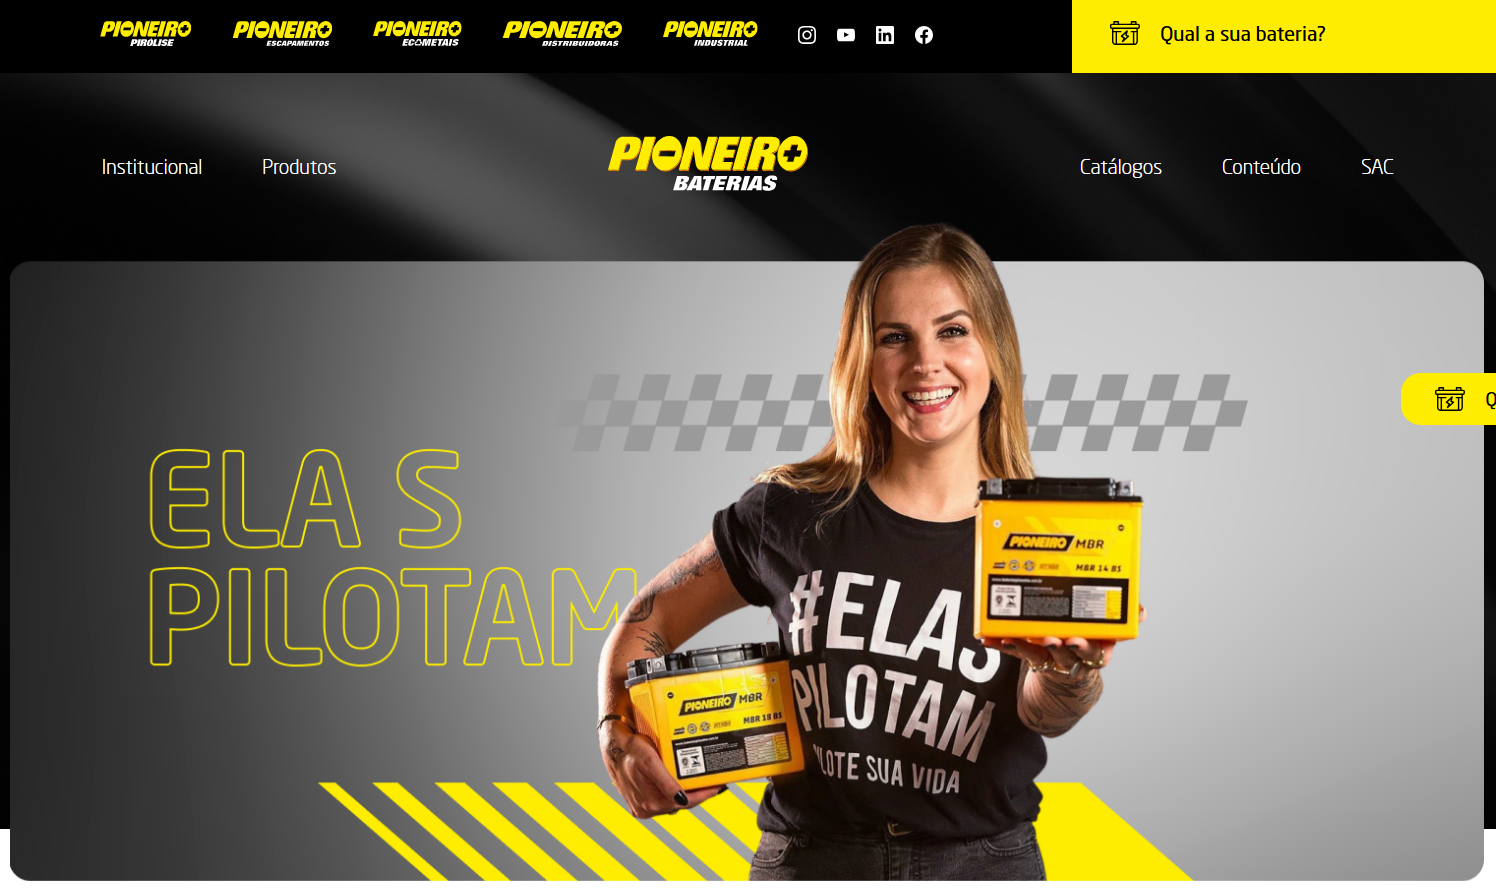 PIONEIRO
PIRÓLISE
PIONEIRO
ESCAPAMENTOS
PIONEIRO
ECOMETAIS
PIONEIRO
DISTRIBUIDORAS
PIONEIRO
INDUSTRIAL
Qual a sua bateria?
Institucional
Produtos
PIONEIRO
BATERIAS
Catálogos
Conteúdo
SAC
Q
ELA S
PILOTAM
#ELAS
PILOTAM
PILOTE SUA VIDA
PIONEIRO MBR
MBR 14 BS
PIONEIRO MBR
MBR 18 BS